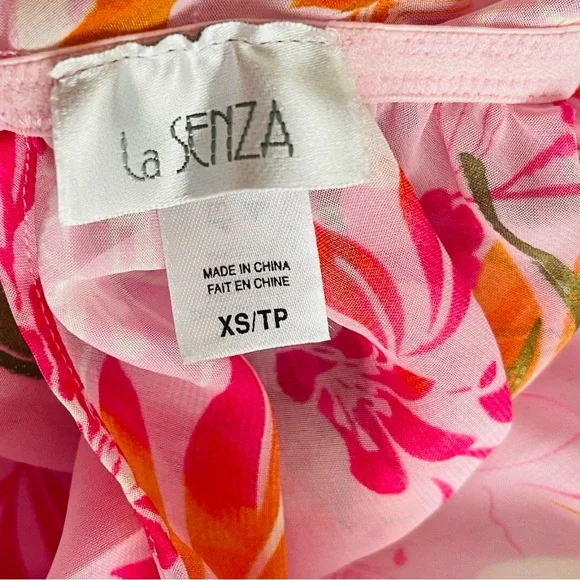 La SENZA
MADE IN CHINA
FAIT EN CHINE
XS/TP